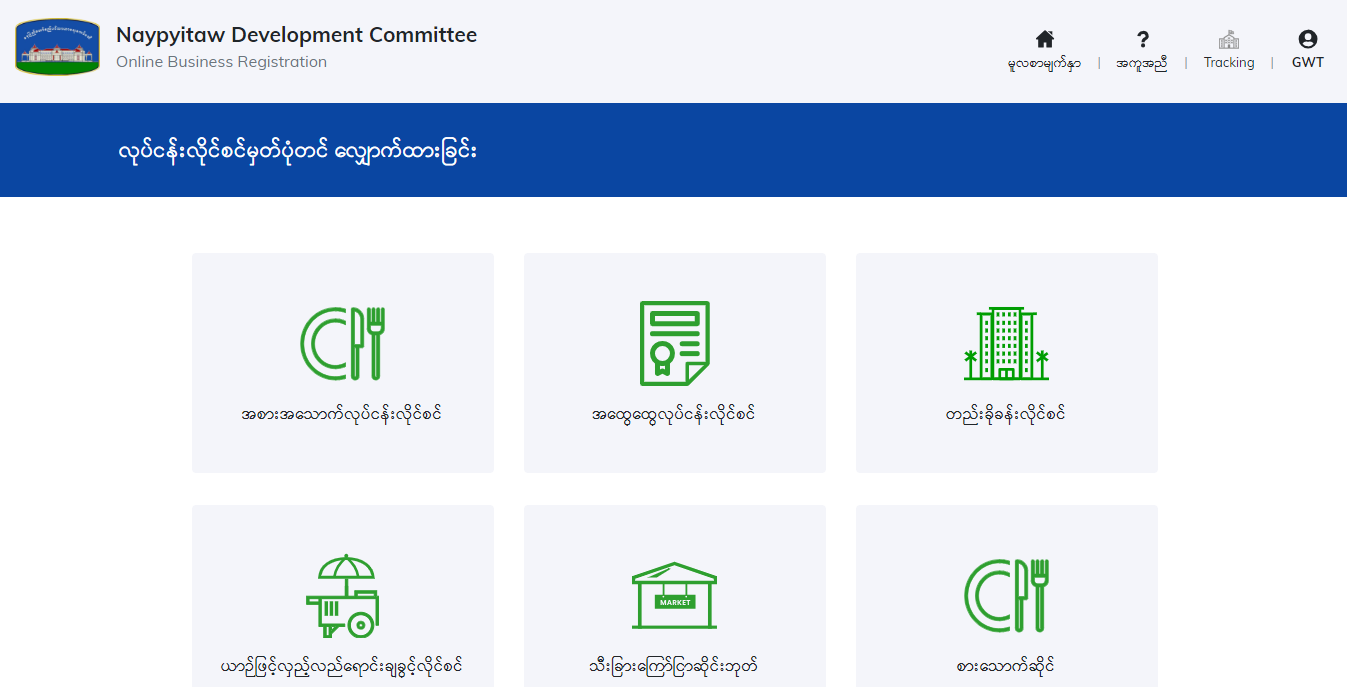 Naypyitaw Development Committee
Online Business Registration
မူလစာမျက်နှာ | အကူအညီ | Tracking | GWT
လုပ်ငန်းလိုင်စင်မှတ်ပုံတင် လျှောက်ထားခြင်း
အစားအသောက်လုပ်ငန်းလိုင်စင်
အထွေထွေလုပ်ငန်းလိုင်စင်
တည်းခိုခန်းလိုင်စင်
MARKET
ယာဉ်ဖြင့်လှည့်လည်ရောင်းချခွင့်လိုင်စင်
သီးခြားကြော်ငြာဆိုင်းဘုတ်
စားသောက်ဆိုင်